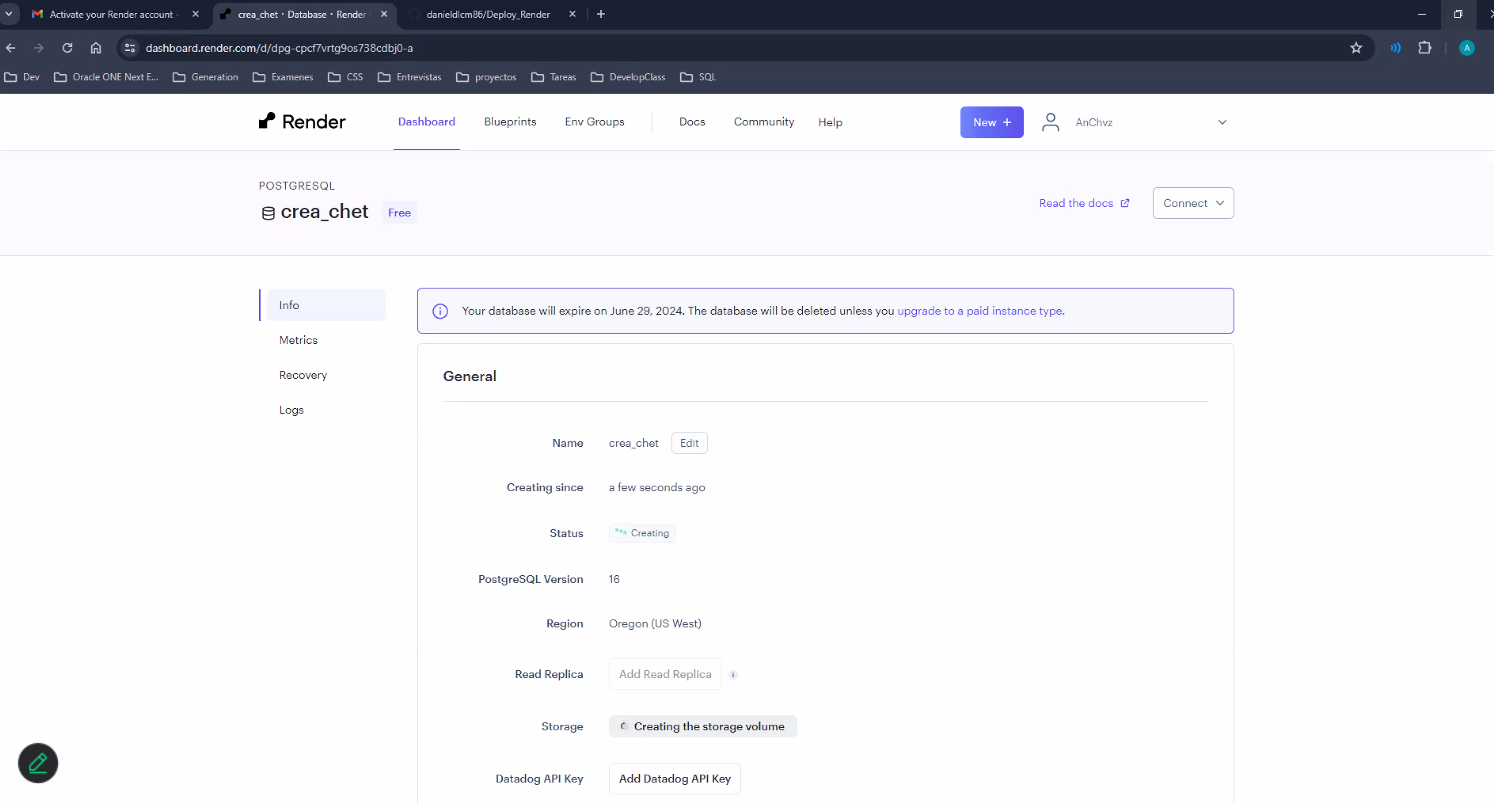 Activate your Render account -
crea_chet · Database · Render
danieldlcm86/Deploy_Render
dashboard.render.com/d/dpg-cpcf7vrtg9os738cdbj0-a
A
Dev
Oracle ONE Next E...
Generation
Examenes
CSS
Entrevistas
proyectos
Tareas
DevelopClass
SQL
Render
Dashboard
Blueprints
Env Groups
Docs
Community
Help
New +
AnChvz
POSTGRESQL
crea_chet
Free
Read the docs
Connect
Info
Metrics
Recovery
Logs
Your database will expire on June 29, 2024. The database will be deleted unless you upgrade to a paid instance type.
General
Name
crea_chet
Edit
Creating since
a few seconds ago
Status
Creating
PostgreSQL Version
16
Region
Oregon (US West)
Read Replica
Add Read Replica
Storage
Creating the storage volume
Datadog API Key
Add Datadog API Key